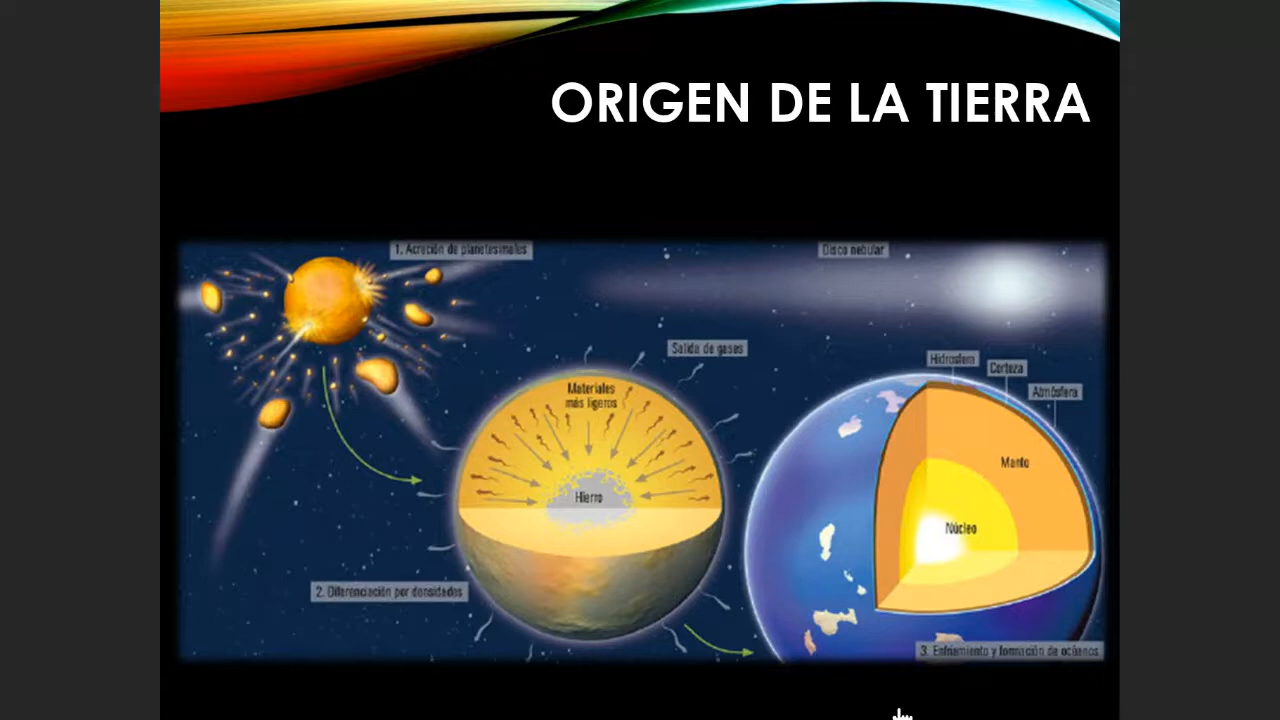 ORIGEN DE LA TIERRA
1. Acreción de planetesimales
Disco nebular
Salida de gases
Hidrosfera
Corteza
Atmósfera
Materiales
más ligeros
Manto
Hierro
Núcleo
2. Diferenciación por densidades
3. Enfriamiento y formación de océanos